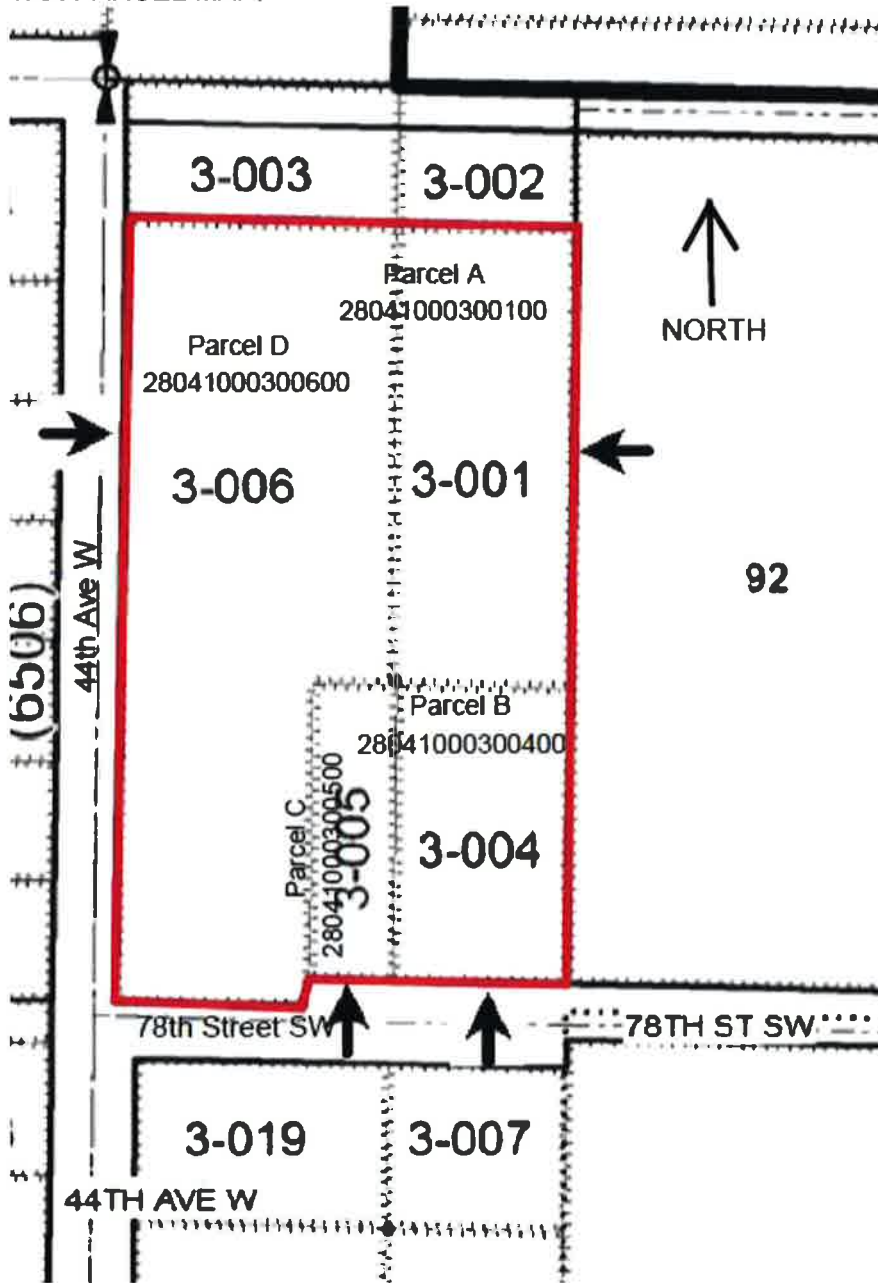 3-003
3-002
Parcel A
28041000300100
NORTH
Parcel D
28041000300600
3-006
3-001
92
(6506)
44th Ave W
Parcel B
28041000300400
Parcel C
28041000300500
3-005
3-004
78th Street SW
78TH ST SW
3-019
3-007
44TH AVE W